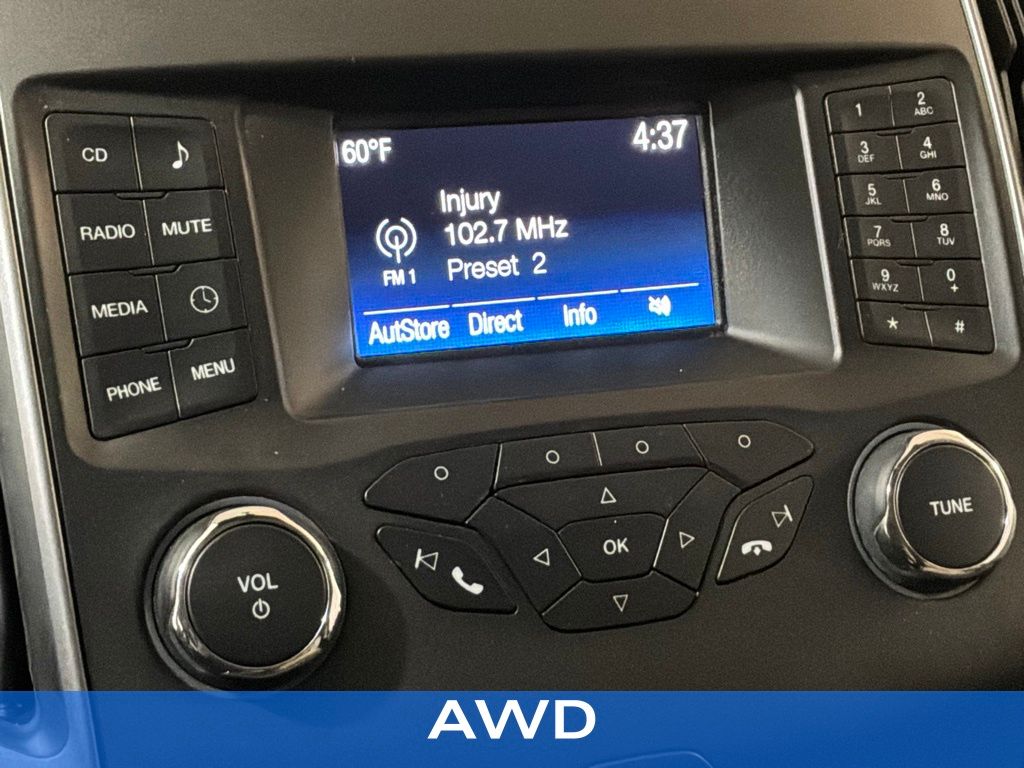 60°F
4:37
Injury
102.7 MHz
FM 1
Preset 2
AutStore Direct Info
CD
RADIO MUTE
MEDIA
PHONE MENU
1 2 ABC
3 DEF 4 GHI
5 JKL 6 MNO
7 PQRS 8 TUV
9 WXYZ 0 +
* #
OK
VOL
TUNE
AWD